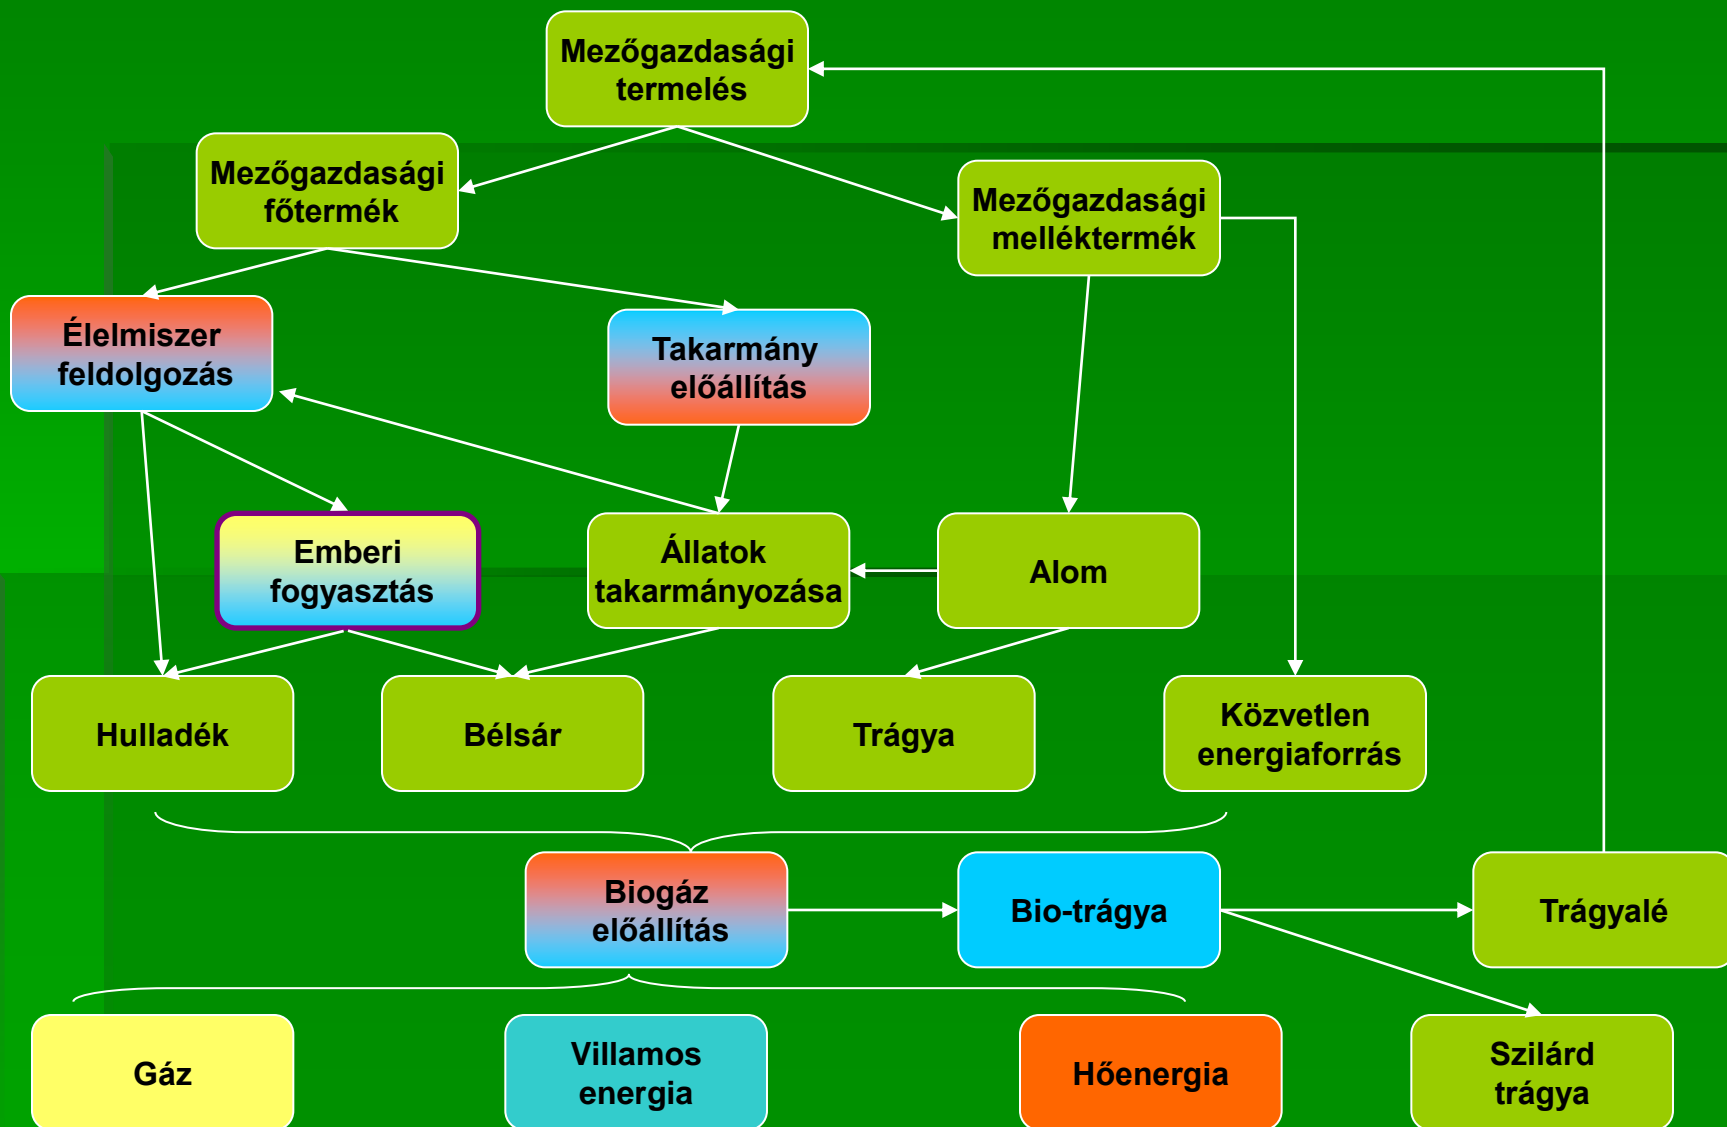 Mezőgazdasági
termelés
Mezőgazdasági
főtermék
Mezőgazdasági
melléktermék
Élelmiszer
feldolgozás
Takarmány
előállítás
Emberi
fogyasztás
Állatok
takarmányozása
Alom
Hulladék
Bélsár
Trágya
Közvetlen
energiaforrás
Biogáz
előállítás
Bio-trágya
Trágyalé
Gáz
Villamos
energia
Hőenergia
Szilárd
trágya